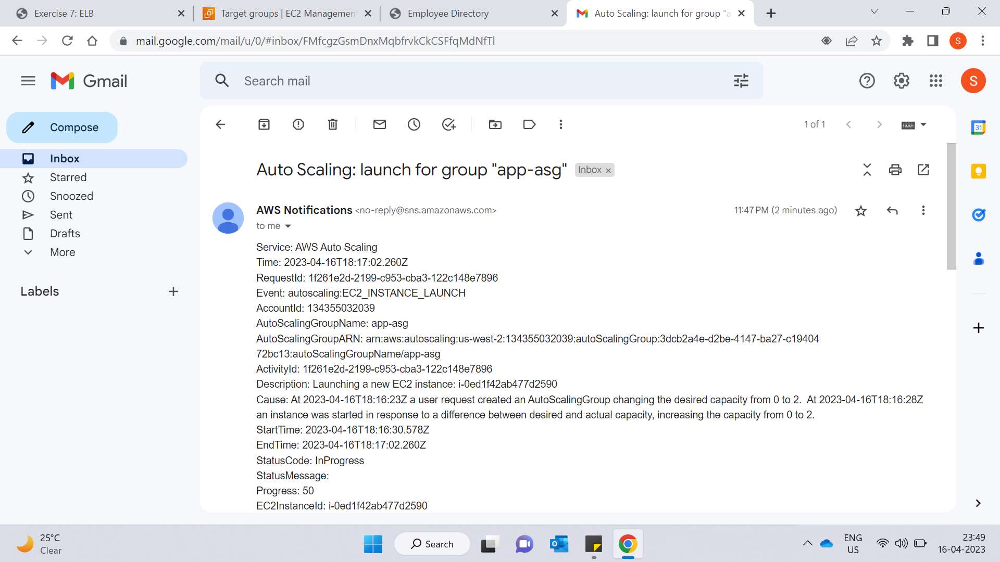 Exercise 7: ELB
Target groups | EC2 Management
Employee Directory
Auto Scaling: launch for group "a
mail.google.com/mail/u/0/#inbox/FMfcgzGsmDnxMqbfrvkCkCSFfqMdNfTl
S
Gmail
Search mail
S
Compose
1 of 1
31
Inbox
Starred
Snoozed
Sent
Drafts
More
Labels
Auto Scaling: launch for group "app-asg"
Inbox ×
AWS Notifications <no-reply@sns.amazonaws.com>
11:47 PM (2 minutes ago)
to me
Service: AWS Auto Scaling
Time: 2023-04-16T18:17:02.260Z
RequestId: 1f261e2d-2199-c953-cba3-122c148e7896
Event: autoscaling:EC2_INSTANCE_LAUNCH
AccountId: 134355032039
AutoScalingGroupName: app-asg
AutoScalingGroupARN: arn:aws:autoscaling:us-west-2:134355032039:autoScalingGroup:3dcb2a4e-d2be-4147-ba27-c19404
72bc13:autoScalingGroupName/app-asg
ActivityId: 1f261e2d-2199-c953-cba3-122c148e7896
Description: Launching a new EC2 instance: i-0ed1f42ab477d2590
Cause: At 2023-04-16T18:16:23Z a user request created an AutoScalingGroup changing the desired capacity from 0 to 2.  At 2023-04-16T18:16:28Z
an instance was started in response to a difference between desired and actual capacity, increasing the capacity from 0 to 2.
StartTime: 2023-04-16T18:16:30.578Z
EndTime: 2023-04-16T18:17:02.260Z
StatusCode: InProgress
StatusMessage:
Progress: 50
EC2InstanceId: i-0ed1f42ab477d2590
25°C
Clear
Search
ENG
US
23:49
16-04-2023